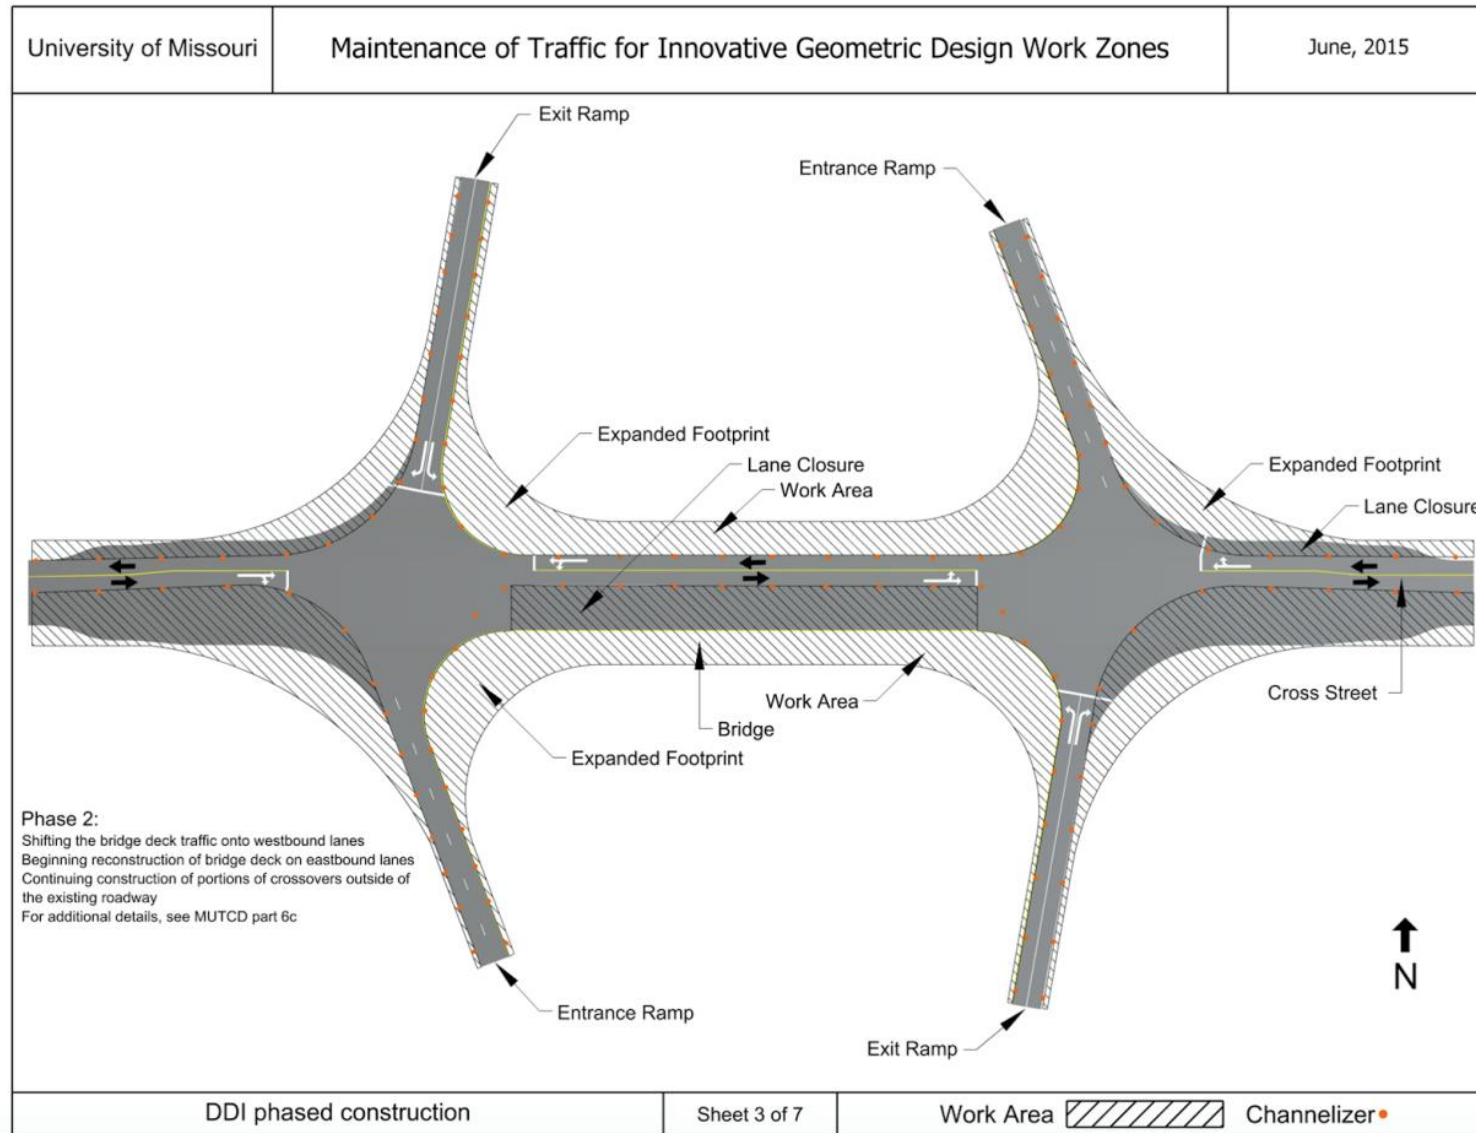 University of Missouri
Maintenance of Traffic for Innovative Geometric Design Work Zones
June, 2015
Exit Ramp
Entrance Ramp
Expanded Footprint
Lane Closure
Work Area
Expanded Footprint
Lane Closure
Work Area
Cross Street
Bridge
Expanded Footprint
Phase 2:
Shifting the bridge deck traffic onto westbound lanes
Beginning reconstruction of bridge deck on eastbound lanes
Continuing construction of portions of crossovers outside of
the existing roadway
For additional details, see MUTCD part 6c
N
Entrance Ramp
Exit Ramp
DDI phased construction
Sheet 3 of 7
Work Area
Channelizer